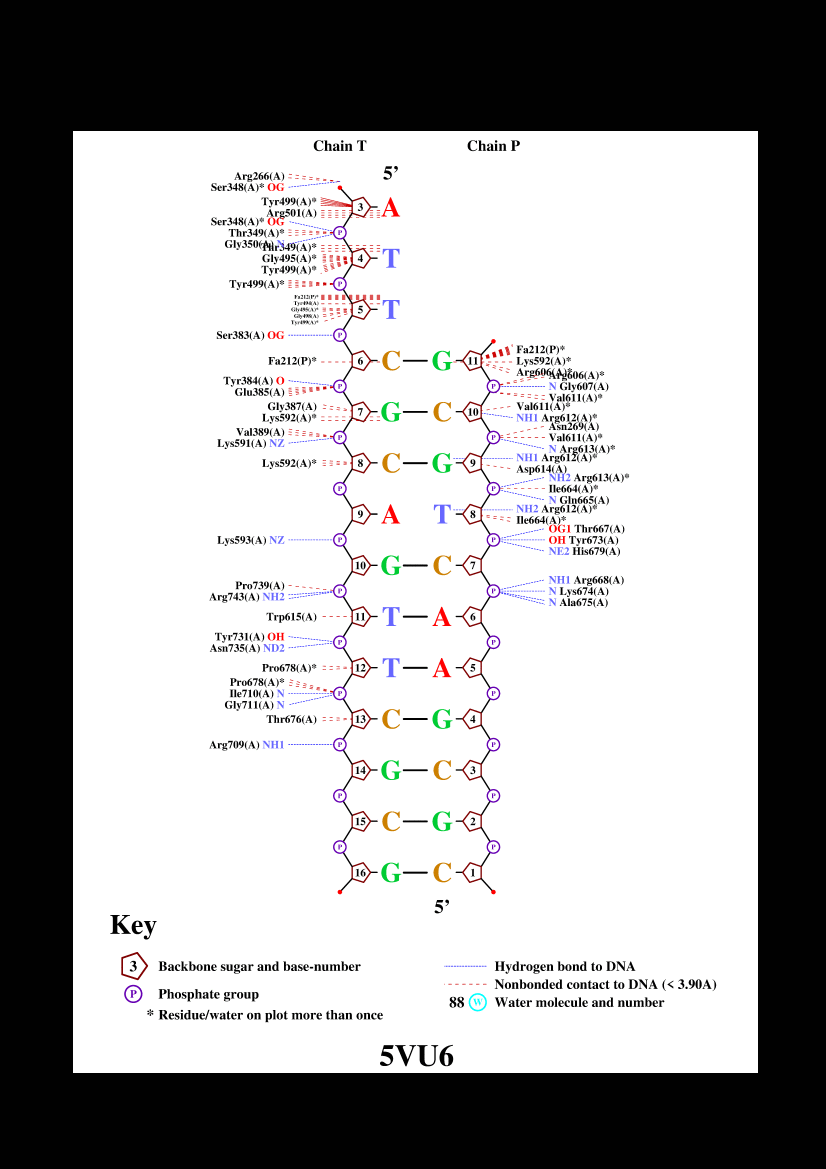 Chain T Chain P
5'
Arg266(A)
Ser348(A)* OG
Tyr499(A)*
Arg501(A)
3 A
Ser348(A)* OG
Thr349(A)*
P
Gly350(A) N
Thr349(A)*
Gly495(A)*
Tyr499(A)*
4 T
Tyr499(A)* P
Fa212(P)*
Tyr494(A)
Gly495(A)*
Gly498(A)
Tyr499(A)*
5 T
Ser383(A) OG P
Fa212(P)* 6 C G 11
Fa212(P)*
Lys592(A)*
Arg606(A)*
Tyr384(A) O
Glu385(A)
P P
Arg606(A)*
N Gly607(A)
Val611(A)*
Gly387(A)
Lys592(A)*
7 G C 10
Val611(A)*
NH1 Arg612(A)*
Val389(A)
Lys591(A) NZ
P P
Asn269(A)
Val611(A)*
N Arg613(A)*
Lys592(A)* 8 C G 9
NH1 Arg612(A)*
Asp614(A)
P P
NH2 Arg613(A)*
Ile664(A)*
N Gln665(A)
9 A T 8
NH2 Arg612(A)*
Ile664(A)*
Lys593(A) NZ P P
OG1 Thr667(A)
OH Tyr673(A)
NE2 His679(A)
10 G C 7
Pro739(A)
Arg743(A) NH2
P P
NH1 Arg668(A)
N Lys674(A)
N Ala675(A)
Trp615(A) 11 T A 6
Tyr731(A) OH
Asn735(A) ND2
P P
Pro678(A)* 12 T A 5
Pro678(A)*
Ile710(A) N
Gly711(A) N
P P
Thr676(A) 13 C G 4
Arg709(A) NH1 P P
14 G C 3
P P
15 C G 2
P P
16 G C 1
5'
Key
3 Backbone sugar and base-number
P Phosphate group
* Residue/water on plot more than once
Hydrogen bond to DNA
Nonbonded contact to DNA (< 3.90A)
88 W Water molecule and number
5VU6